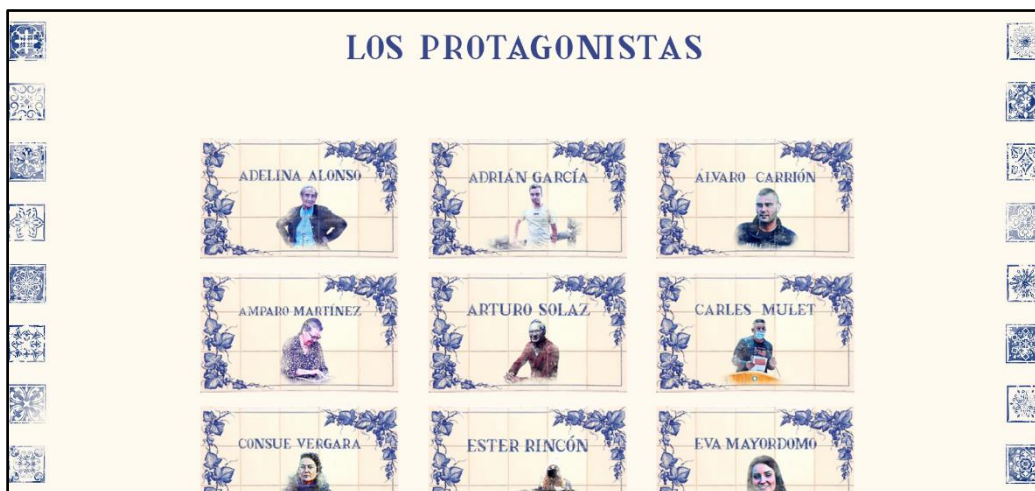 LOS PROTAGONISTAS
ADELINA ALONSO
ADRIÁN GARCÍA
ÁLVARO CARRIÓN
AMPARO MARTÍNEZ
ARTURO SOLAZ
CARLES MULET
CONSUE VERGARA
ESTER RINCÓN
EVA MAYORDOMO